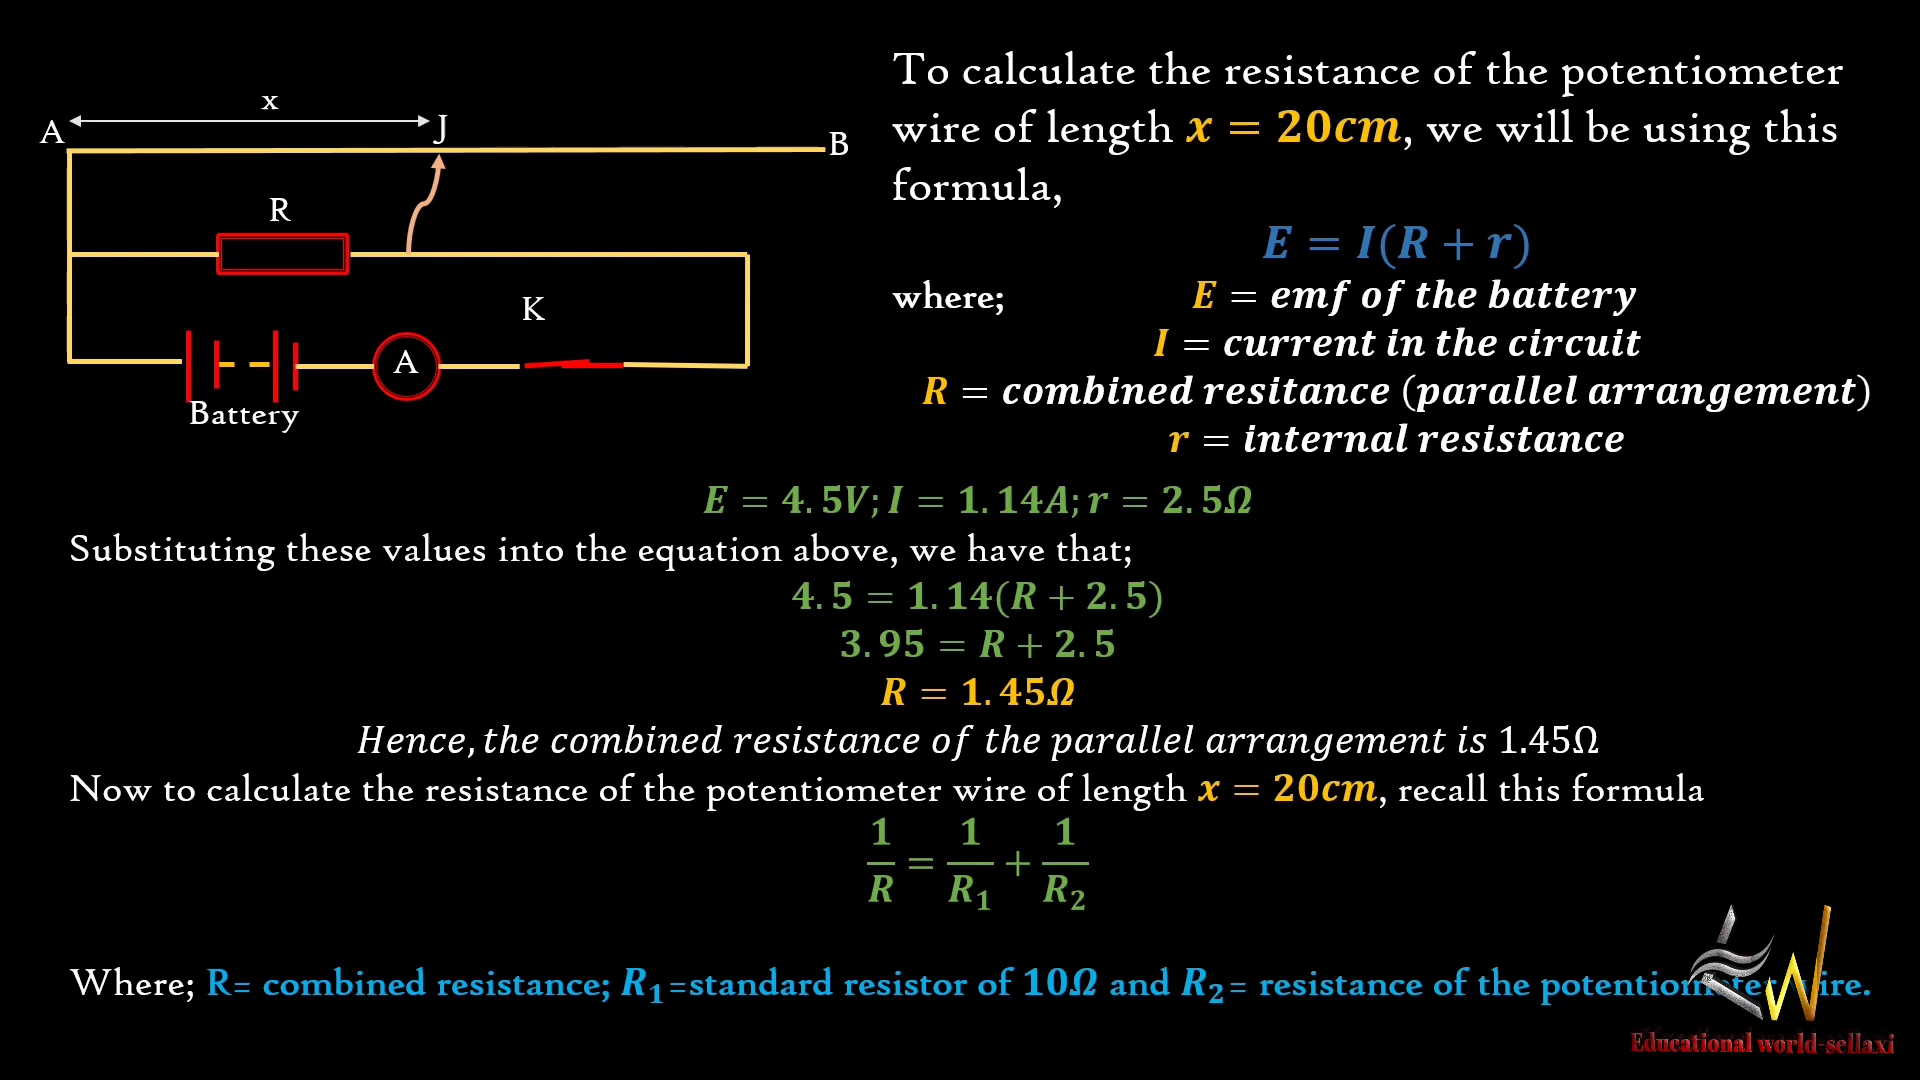 x
A
J
B
R
K
A
Battery
To calculate the resistance of the potentiometer
wire of length x = 20cm, we will be using this
formula,
E = I(R + r)
where; E = emf of the battery
I = current in the circuit
R = combined resitance (parallel arrangement)
r = internal resistance
E = 4.5V; I = 1.14A; r = 2.5Ω
Substituting these values into the equation above, we have that;
4.5 = 1.14(R + 2.5)
3.95 = R + 2.5
R = 1.45Ω
Hence, the combined resistance of the parallel arrangement is 1.45Ω
Now to calculate the resistance of the potentiometer wire of length x = 20cm, recall this formula
1/R = 1/R₁ + 1/R₂
Where; R= combined resistance; R₁=standard resistor of 10Ω and R₂= resistance of the potentiometer wire.
Educational world-sellaxi